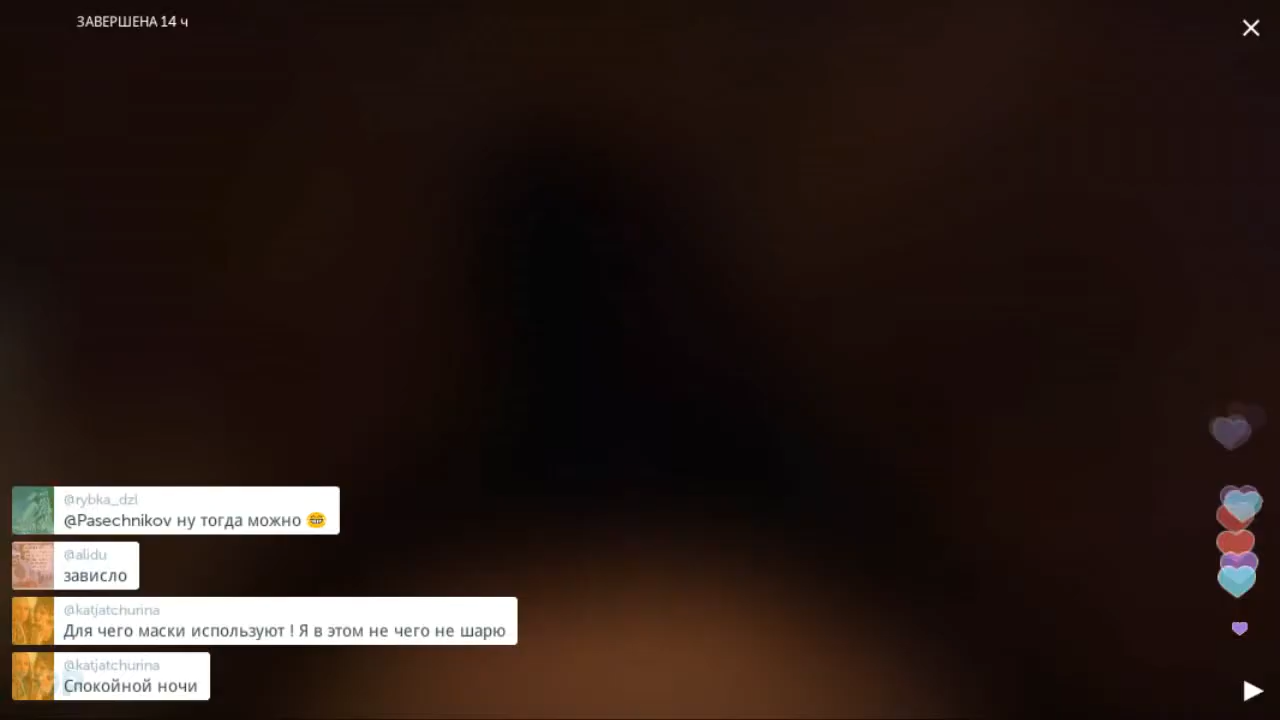 ЗАВЕРШЕНА 14 ч
@rybka_dzl
@Pasechnikov ну тогда можно 😁
@alidu
зависло
@katjatchurina
Для чего маски используют ! Я в этом не чего не шарю
@katjatchurina
Спокойной ночи